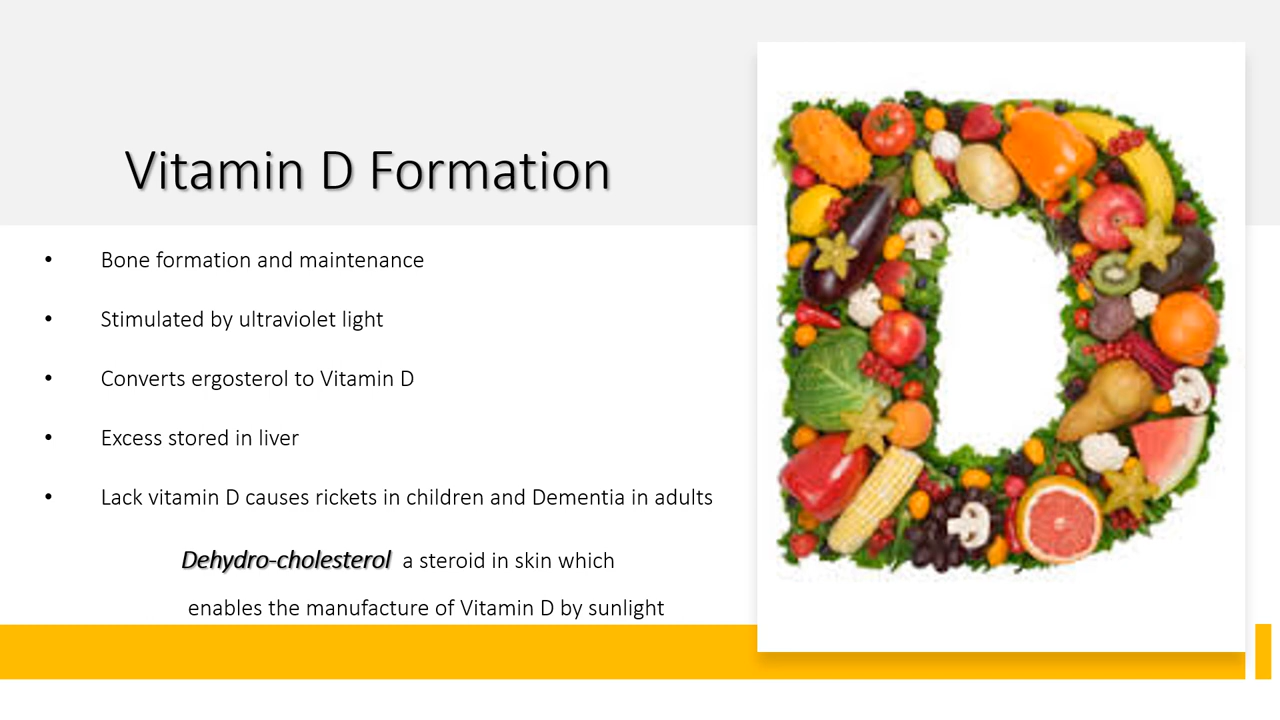 Vitamin D Formation
• Bone formation and maintenance
• Stimulated by ultraviolet light
• Converts ergosterol to Vitamin D
• Excess stored in liver
• Lack vitamin D causes rickets in children and Dementia in adults
Dehydro-cholesterol a steroid in skin which
enables the manufacture of Vitamin D by sunlight